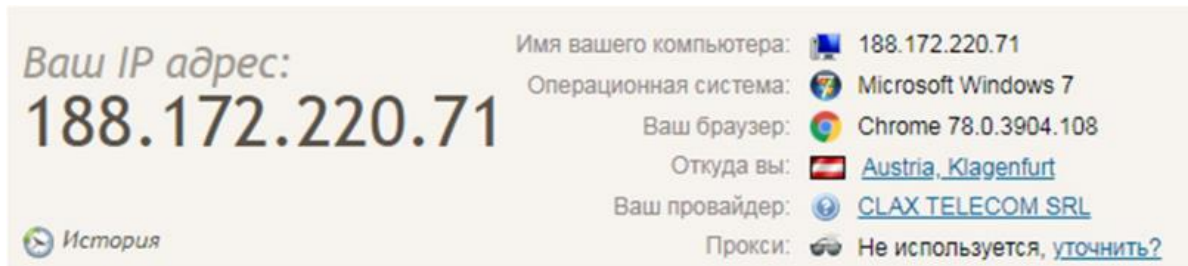 Ваш IP адрес:
188.172.220.71
История
Имя вашего компьютера: 188.172.220.71
Операционная система: Microsoft Windows 7
Ваш браузер: Chrome 78.0.3904.108
Откуда вы: Austria, Klagenfurt
Ваш провайдер: CLAX TELECOM SRL
Прокси: Не используется, уточнить?